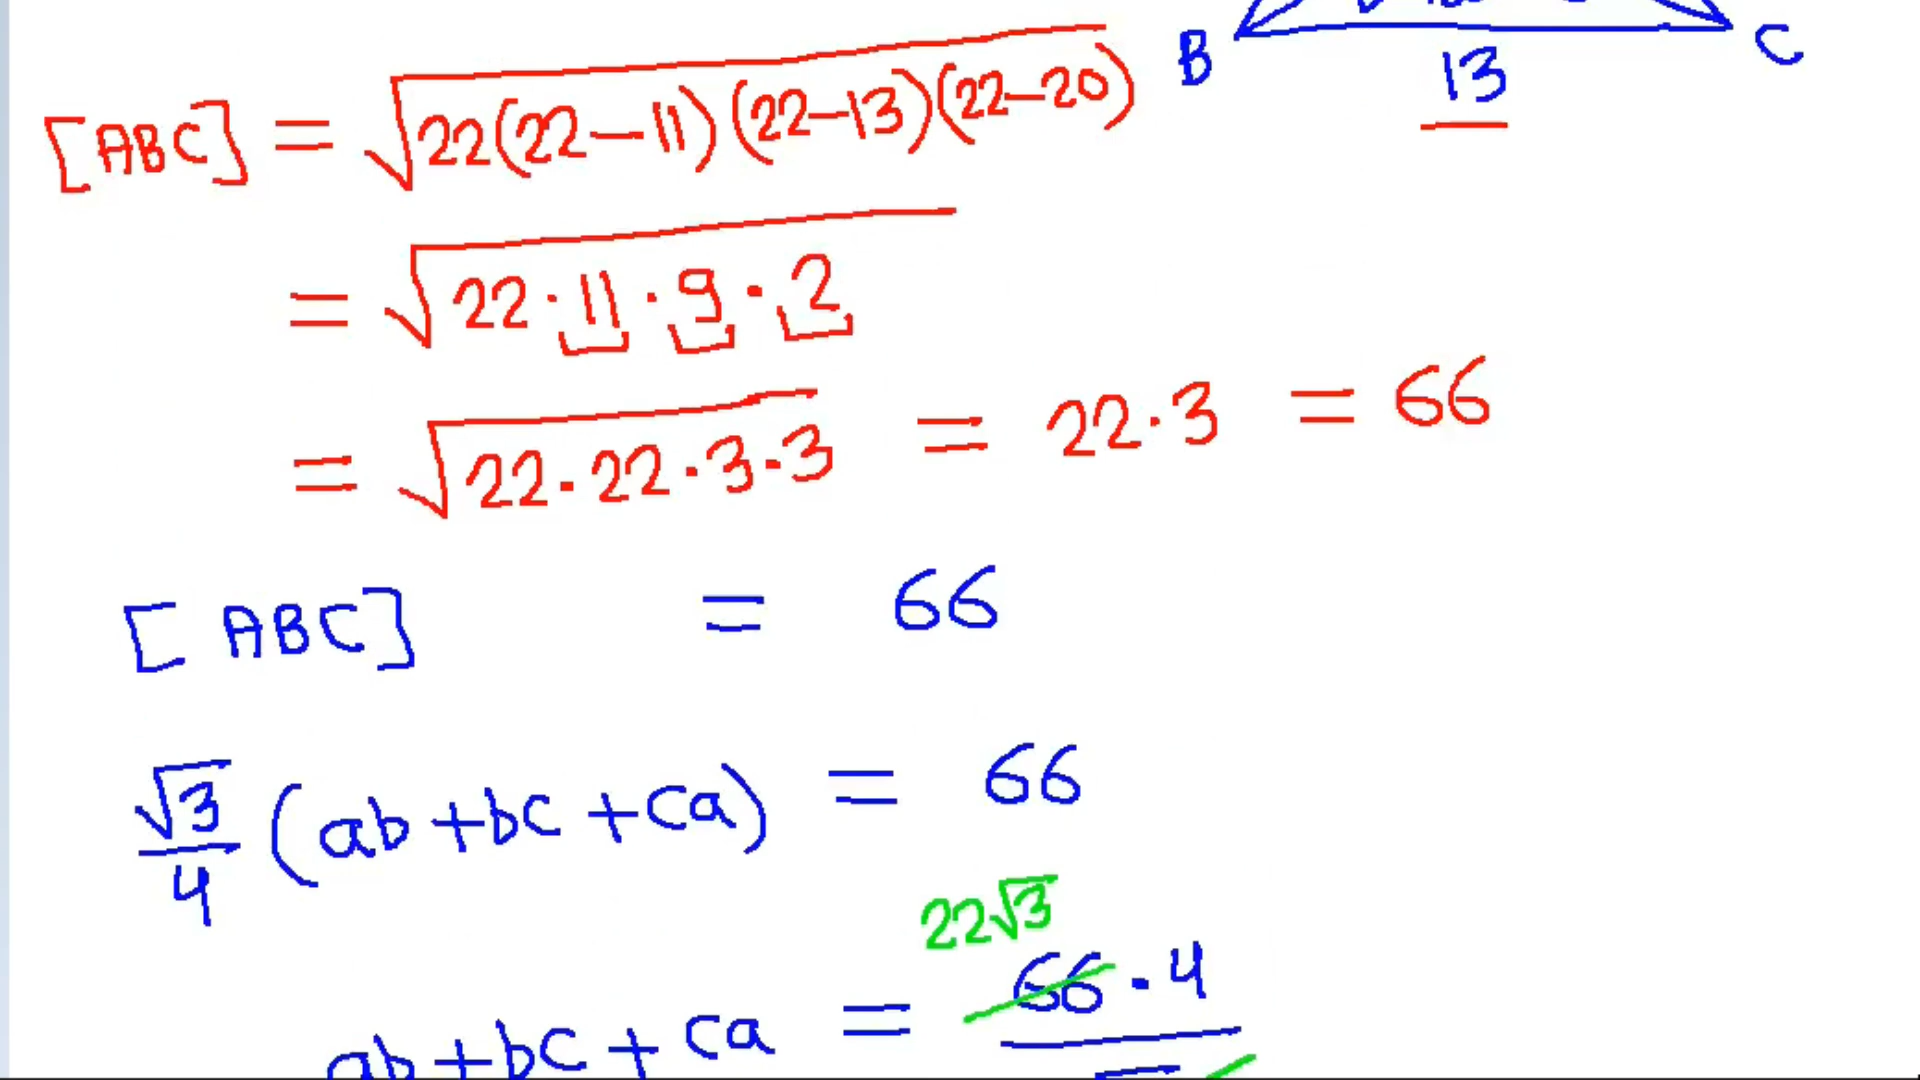 B C
13
[ABC] = √22(22-11)(22-13)(22-20)
= √22·11·9·2
= √22·22·3·3 = 22·3 = 66
[ABC] = 66
√3/4 (ab+bc+ca) = 66
22√3
ab+bc+ca = 66·4